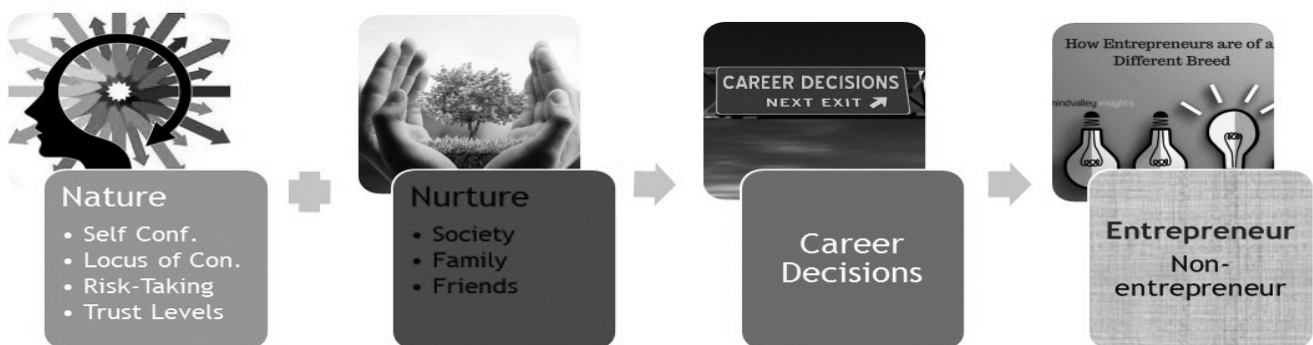 Nature
• Self Conf.
• Locus of Con.
• Risk-Taking
• Trust Levels
Nurture
• Society
• Family
• Friends
CAREER DECISIONS
NEXT EXIT
Career
Decisions
How Entrepreneurs are of a
Different Breed
mindvalley insights
Entrepreneur
Non-
entrepreneur